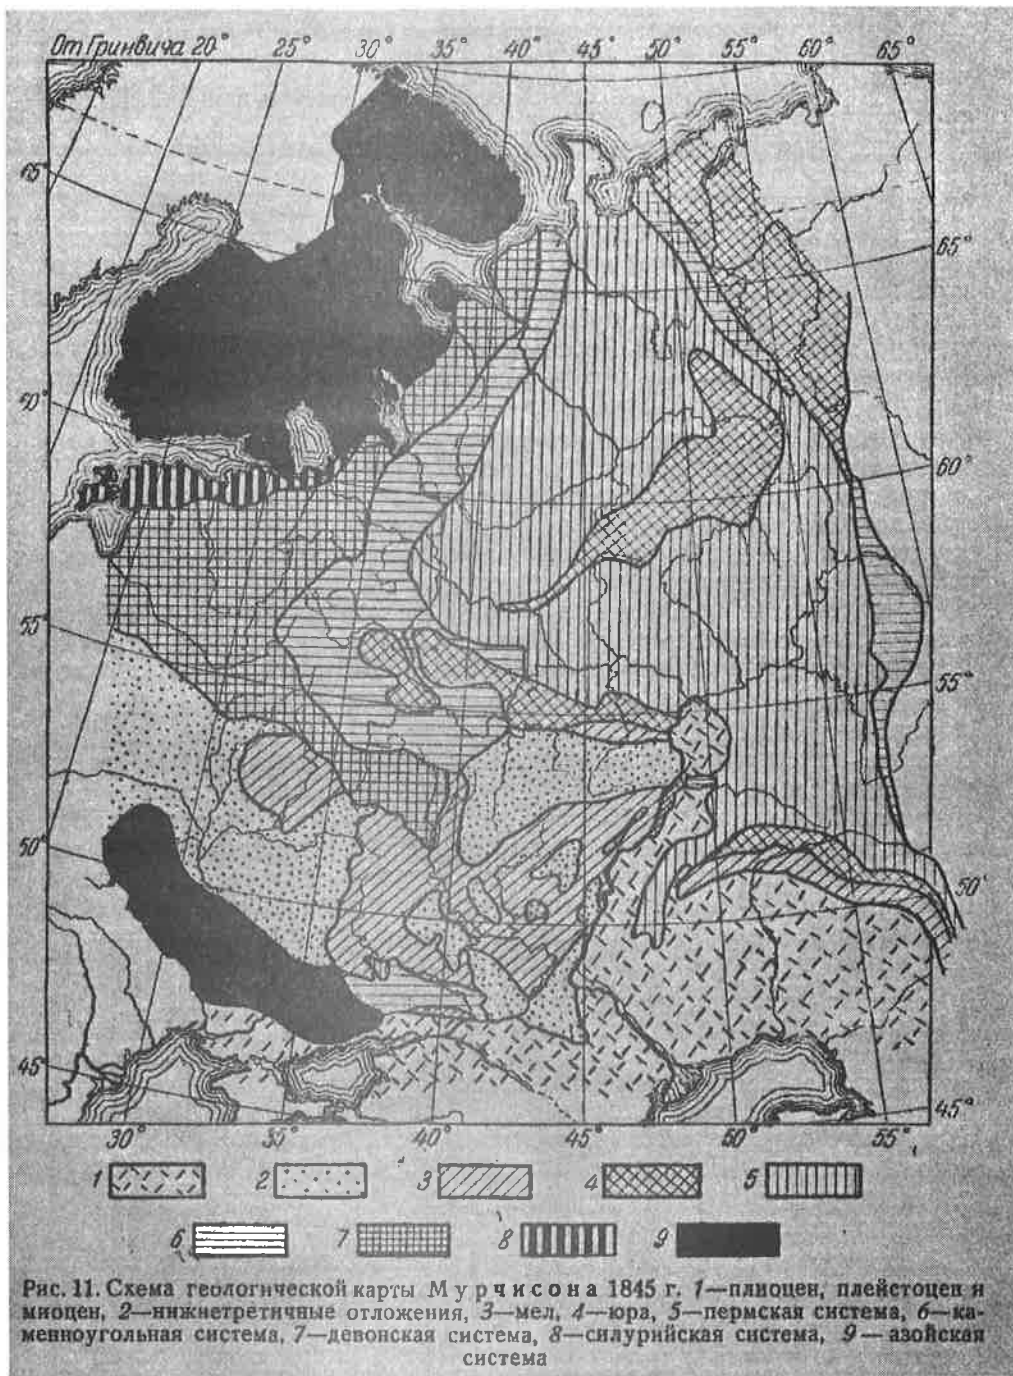 От Гринвича 20° 25° 30° 35° 40° 45° 50° 55° 60° 65°
65°
65°
60°
60°
55°
55°
50°
50°
45°
45°
30° 35° 40° 45° 50° 55°
1 2 3 4 5
6 7 8 9
Рис. 11. Схема геологической карты Мурчисона 1845 г. 1—плиоцен, плейстоцен и
миоцен, 2—нижнетретичные отложения, 3—мел, 4—юра, 5—пермская система, 6—ка-
менноугольная система, 7—девонская система, 8—силурийская система, 9—азойская
система